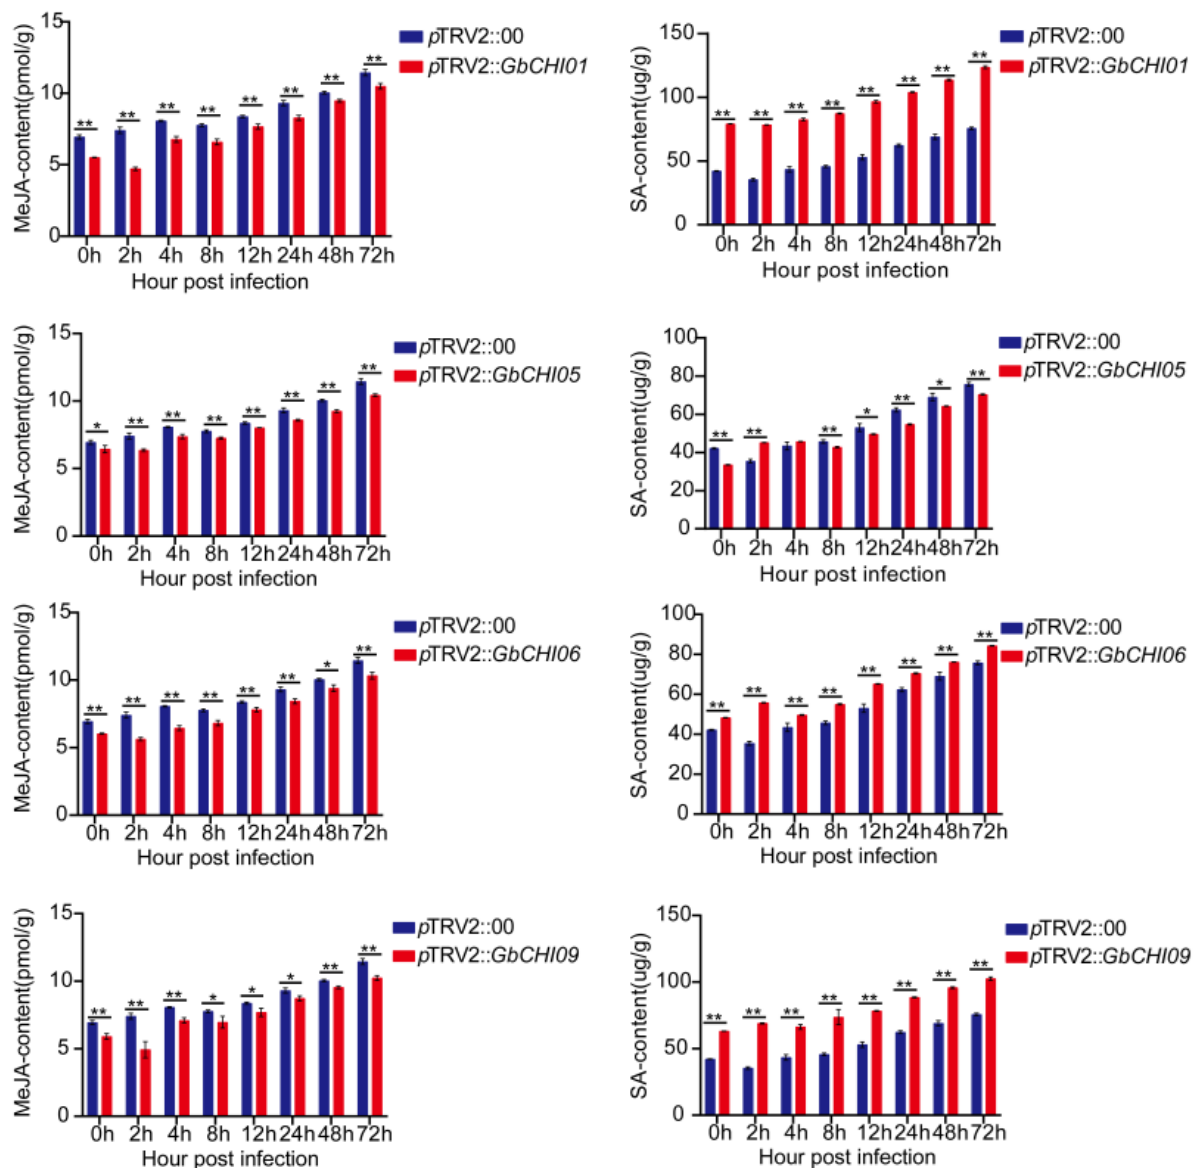 MeJA-content(pmol/g)
15
10
5
0
** ** ** ** ** ** ** **
0h 2h 4h 8h 12h 24h 48h 72h
Hour post infection
pTRV2::00
pTRV2::GbCHI01
SA-content(ug/g)
150
100
50
0
** ** ** ** ** ** ** **
0h 2h 4h 8h 12h 24h 48h 72h
Hour post infection
pTRV2::00
pTRV2::GbCHI01
MeJA-content(pmol/g)
15
10
5
0
* ** ** ** ** ** ** **
0h 2h 4h 8h 12h 24h 48h 72h
Hour post infection
pTRV2::00
pTRV2::GbCHI05
SA-content(ug/g)
100
80
60
40
20
0
** ** ** * ** * **
0h 2h 4h 8h 12h 24h 48h 72h
Hour post infection
pTRV2::00
pTRV2::GbCHI05
MeJA-content(pmol/g)
15
10
5
0
** ** ** ** ** ** * **
0h 2h 4h 8h 12h 24h 48h 72h
Hour post infection
pTRV2::00
pTRV2::GbCHI06
SA-content(ug/g)
100
80
60
40
20
0
** ** ** ** ** ** ** **
0h 2h 4h 8h 12h 24h 48h 72h
Hour post infection
pTRV2::00
pTRV2::GbCHI06
MeJA-content(pmol/g)
15
10
5
0
** ** ** * * * ** **
0h 2h 4h 8h 12h 24h 48h 72h
Hour post infection
pTRV2::00
pTRV2::GbCHI09
SA-content(ug/g)
150
100
50
0
** ** ** ** ** ** ** **
0h 2h 4h 8h 12h 24h 48h 72h
Hour post infection
pTRV2::00
pTRV2::GbCHI09